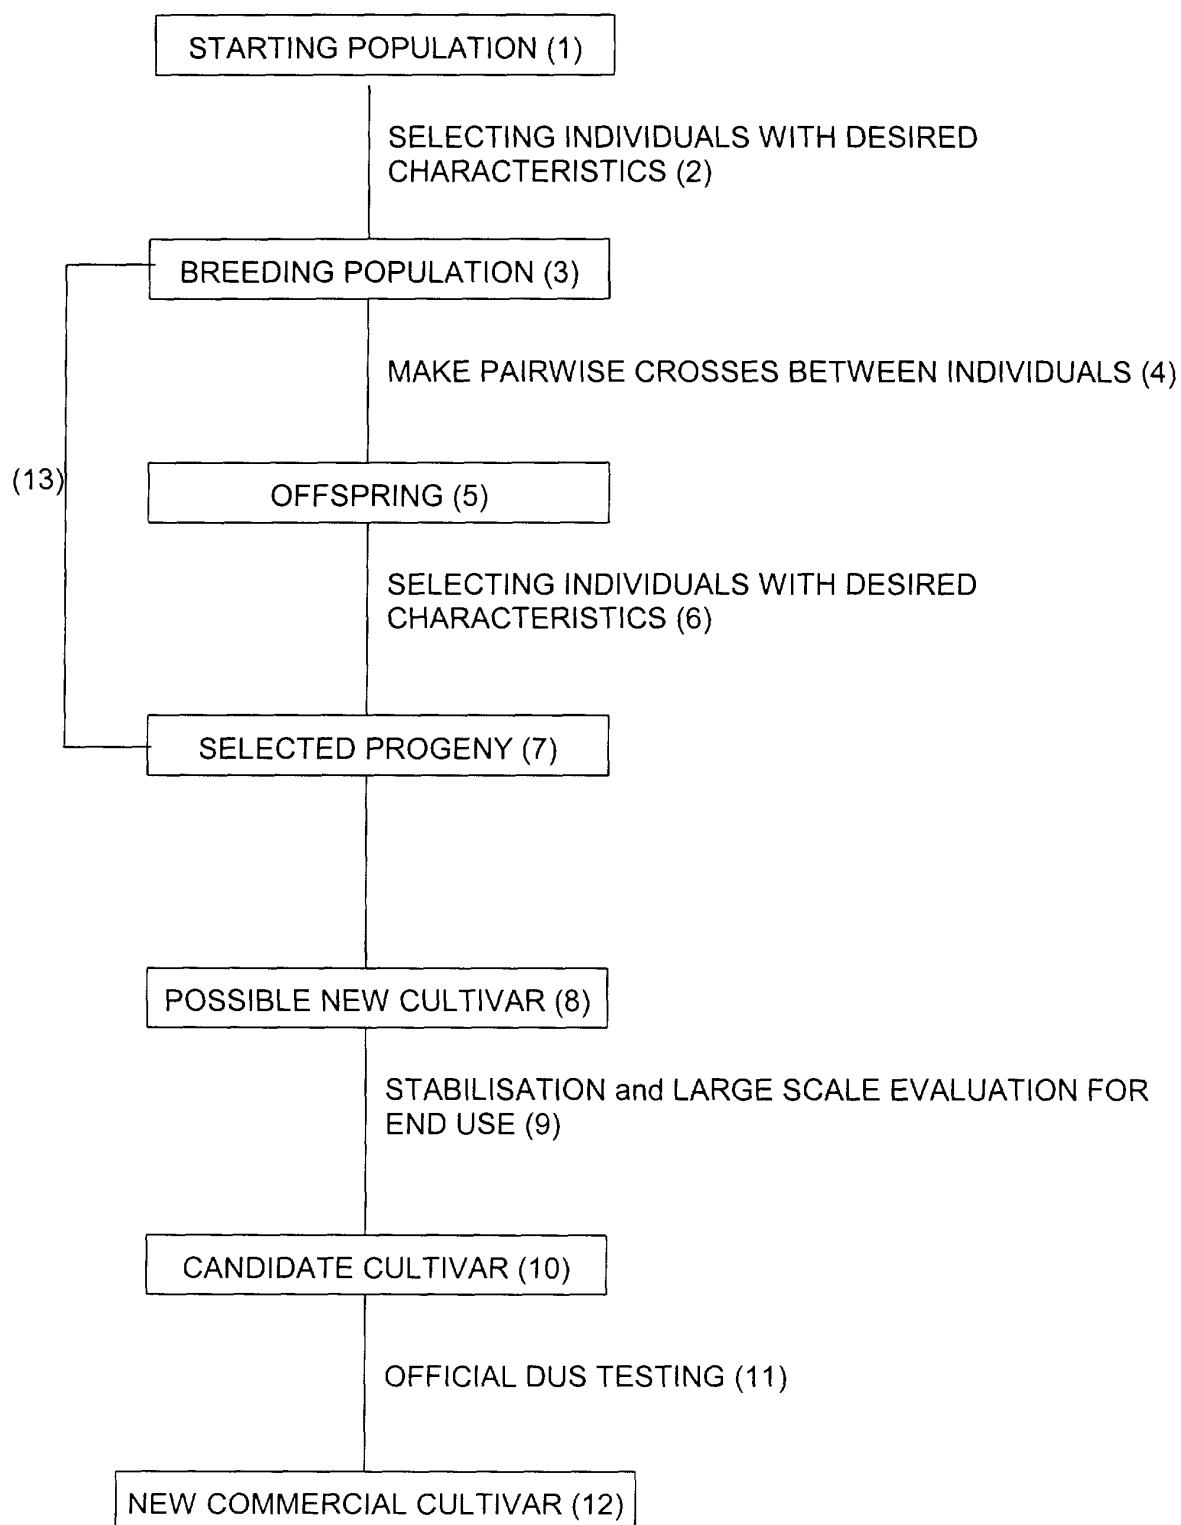 STARTING POPULATION (1)
SELECTING INDIVIDUALS WITH DESIRED
CHARACTERISTICS (2)
BREEDING POPULATION (3)
MAKE PAIRWISE CROSSES BETWEEN INDIVIDUALS (4)
(13)
OFFSPRING (5)
SELECTING INDIVIDUALS WITH DESIRED
CHARACTERISTICS (6)
SELECTED PROGENY (7)
POSSIBLE NEW CULTIVAR (8)
STABILISATION and LARGE SCALE EVALUATION FOR
END USE (9)
CANDIDATE CULTIVAR (10)
OFFICIAL DUS TESTING (11)
NEW COMMERCIAL CULTIVAR (12)